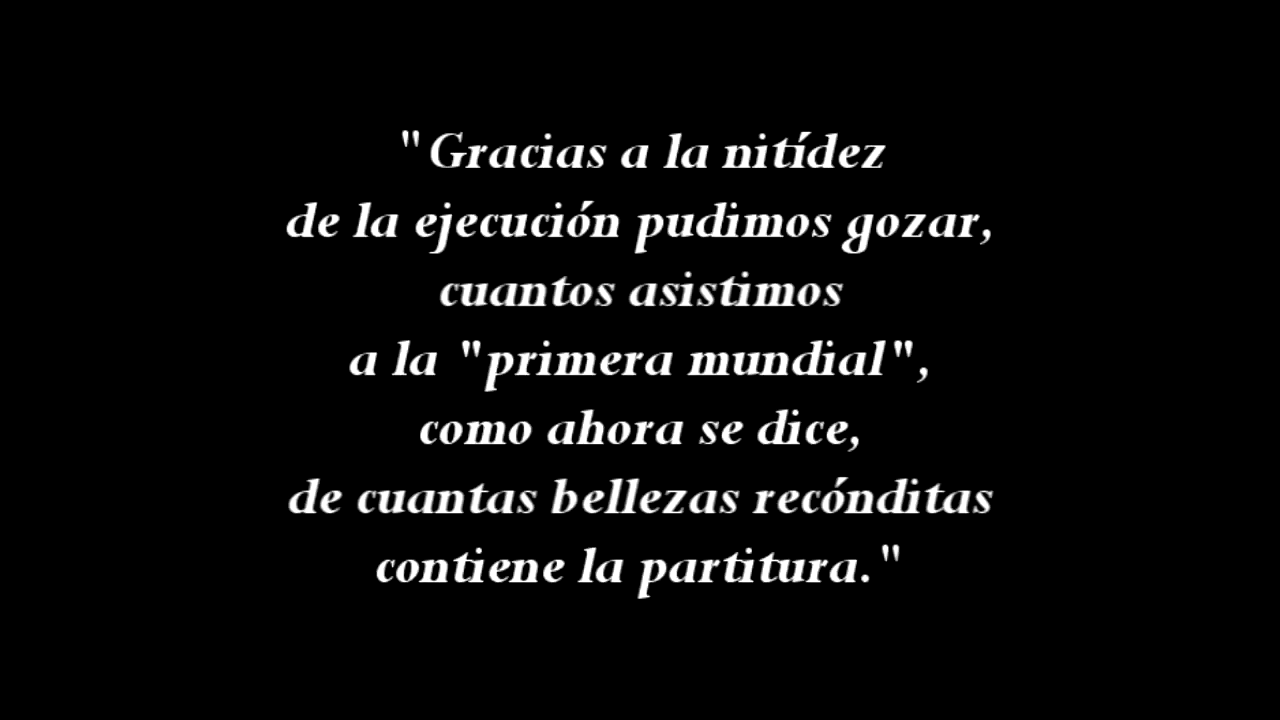 "Gracias a la nitídez
de la ejecución pudimos gozar,
cuantos asistimos
a la "primera mundial",
como ahora se dice,
de cuantas bellezas recónditas
contiene la partitura."